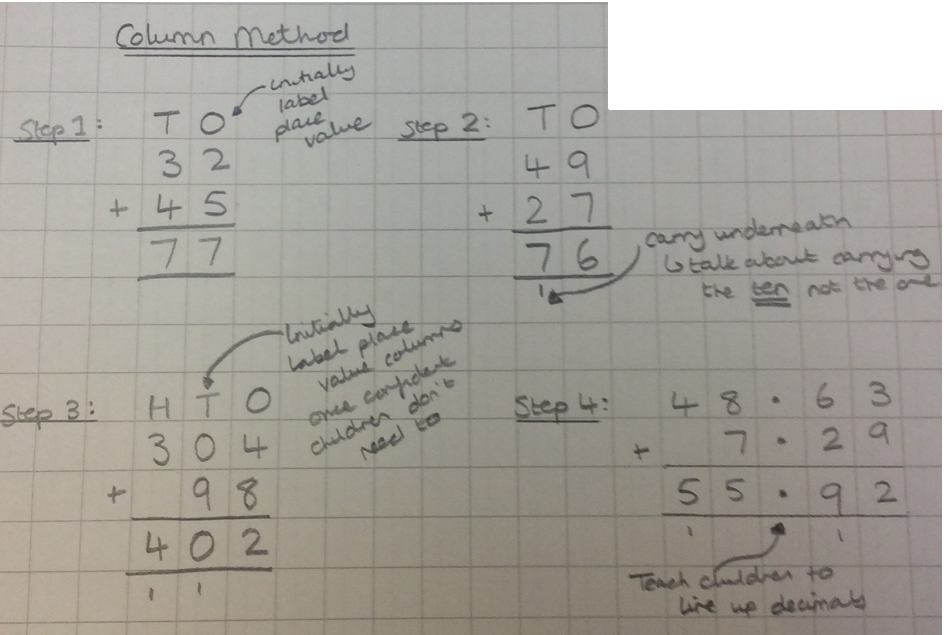 Column Method
Step 1:
T O
initially
label
place
value
3 2
+ 4 5
7 7
Step 2:
T O
4 9
+ 2 7
7 6
1
carry underneath
↳ talk about carrying
the ten not the one
Step 3:
H T O
Initially
label place
value columns
once confident
children don't
need to
3 0 4
+ 9 8
4 0 2
1 1
Step 4:
4 8 . 6 3
+ 7 . 2 9
5 5 . 9 2
1 1
Teach children to
line up decimals